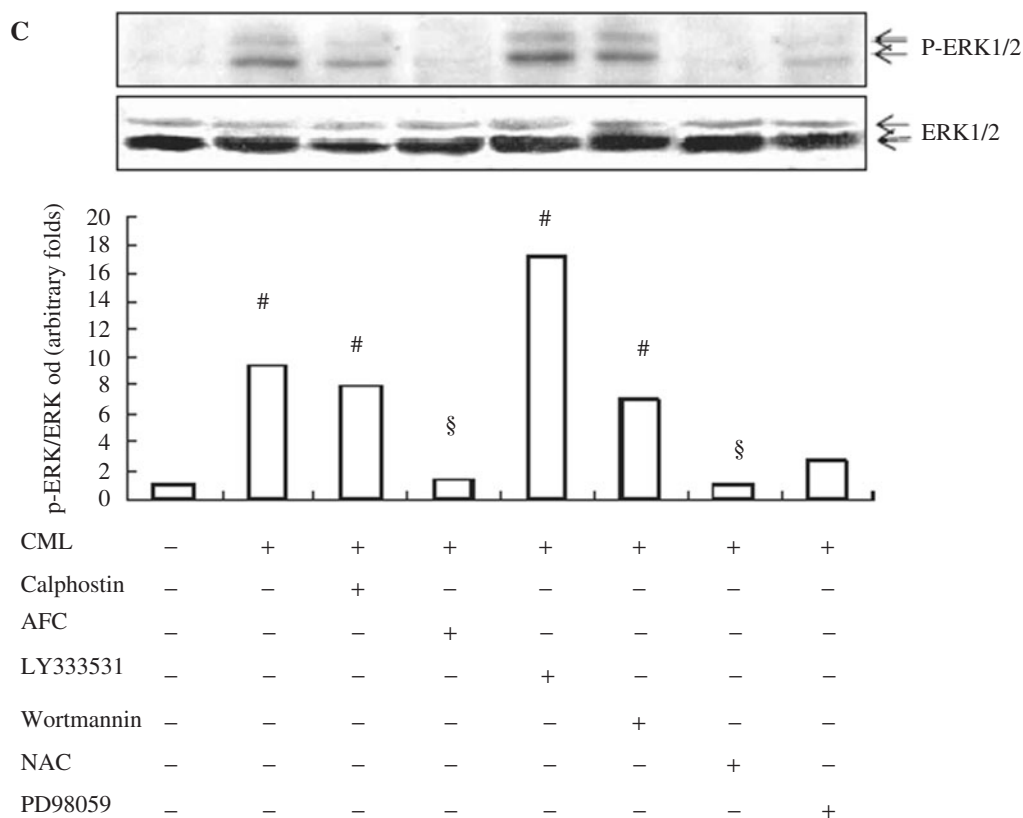 C
P-ERK1/2
ERK1/2
p-ERK/ERK od (arbitrary folds)
20
18
16
14
12
10
8
6
4
2
0
# # § # # §
CML – + + + + + + +
Calphostin – – + – – – – –
AFC – – – + – – – –
LY333531 – – – – + – – –
Wortmannin – – – – – + – –
NAC – – – – – – + –
PD98059 – – – – – – – +